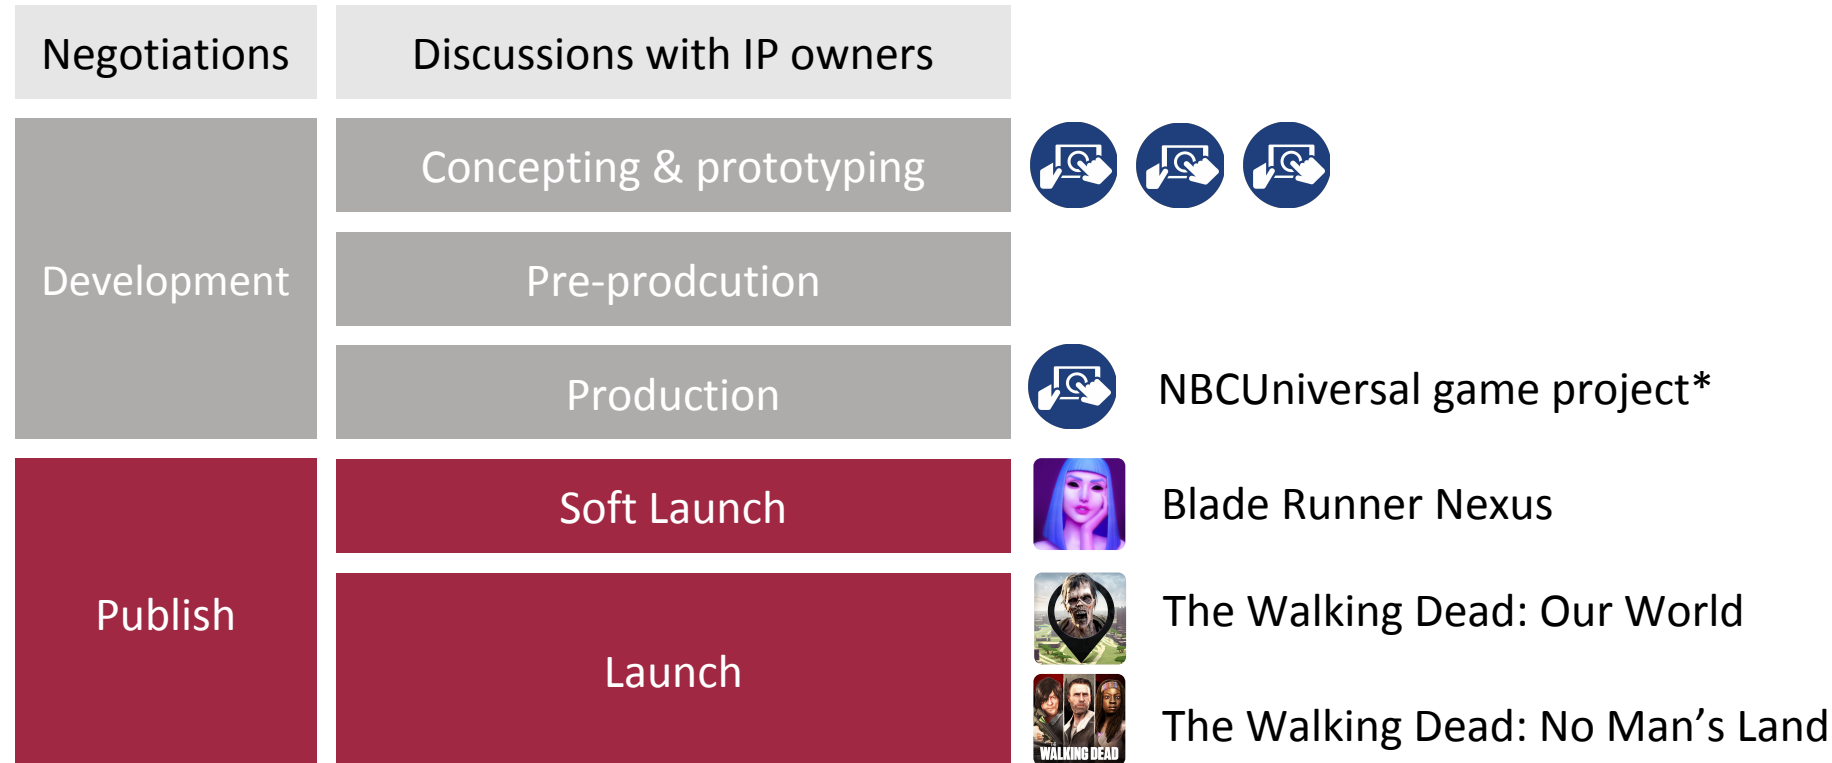 Negotiations
Discussions with IP owners
Development
Concepting & prototyping
Pre-prodcution
Production
NBCUniversal game project*
Publish
Soft Launch
Blade Runner Nexus
Launch
The Walking Dead: Our World
THE
WALKING DEAD
The Walking Dead: No Man’s Land